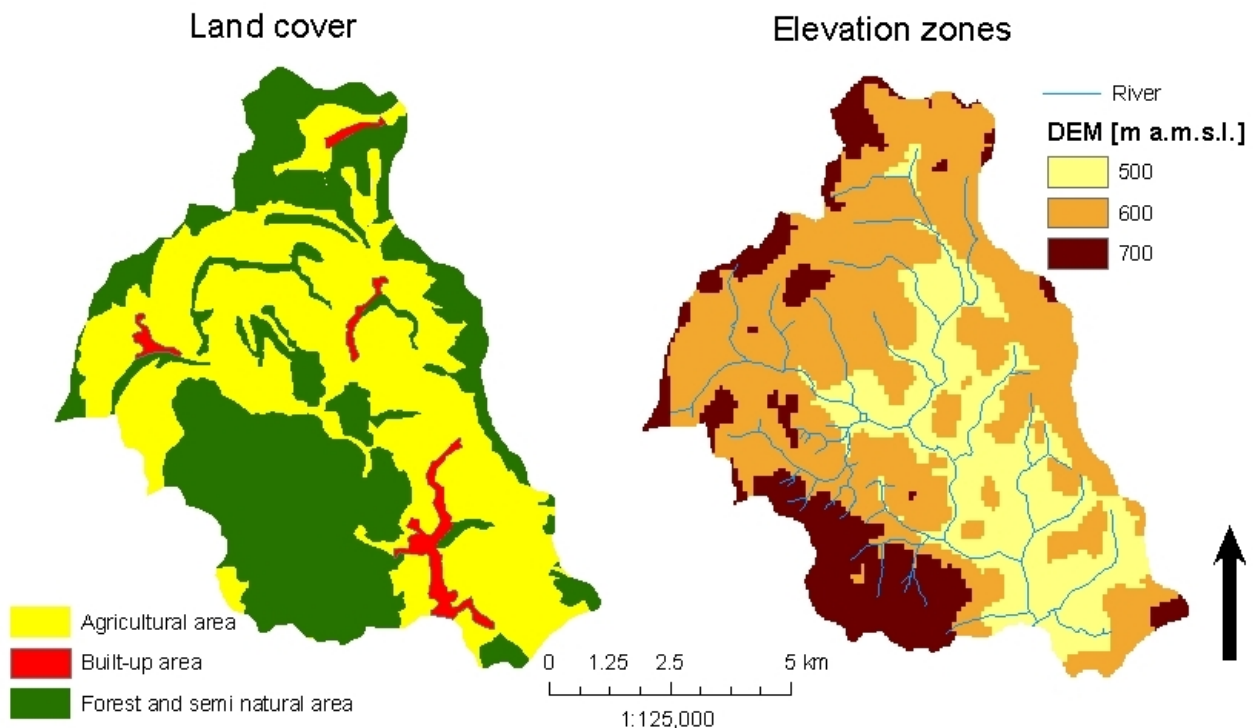 Land cover
Elevation zones
River
DEM [m a.m.s.l.]
500
600
700
Agricultural area
Built-up area
Forest and semi natural area
0 1.25 2.5 5 km
1:125,000